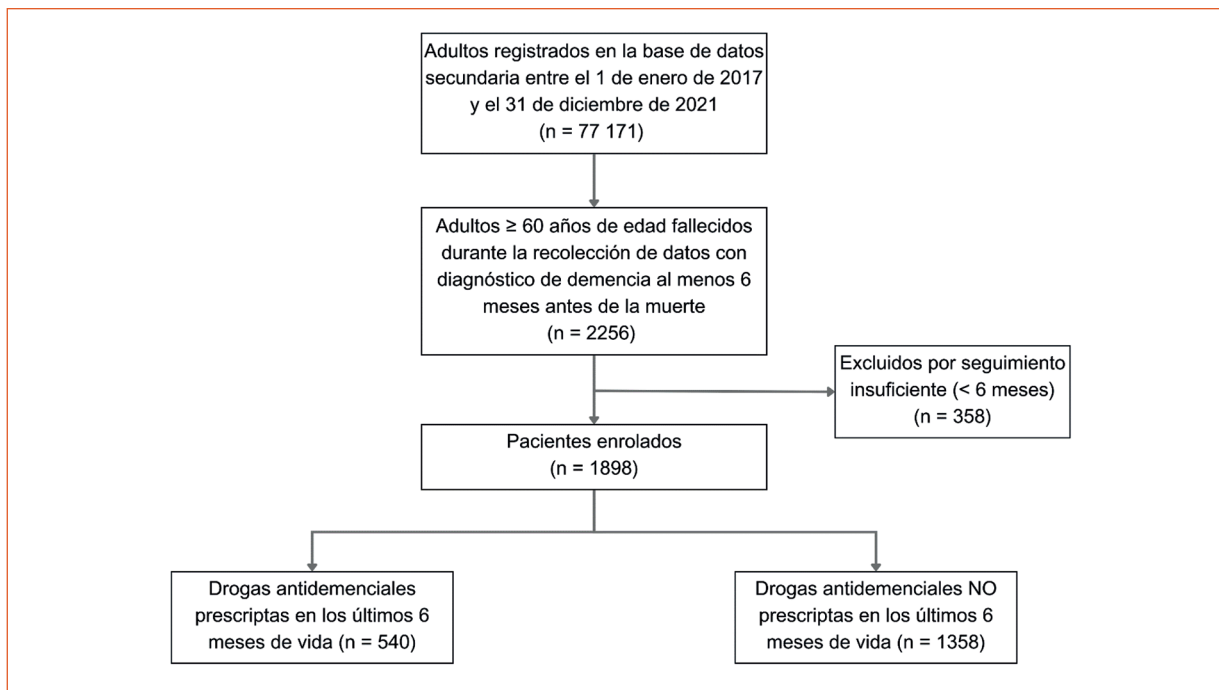 Adultos registrados en la base de datos
secundaria entre el 1 de enero de 2017
y el 31 de diciembre de 2021
(n = 77 171)
Adultos ≥ 60 años de edad fallecidos
durante la recolección de datos con
diagnóstico de demencia al menos 6
meses antes de la muerte
(n = 2256)
Excluidos por seguimiento
insuficiente (< 6 meses)
(n = 358)
Pacientes enrolados
(n = 1898)
Drogas antidemenciales
prescriptas en los últimos 6
meses de vida (n = 540)
Drogas antidemenciales NO
prescriptas en los últimos 6
meses de vida n = 1358)